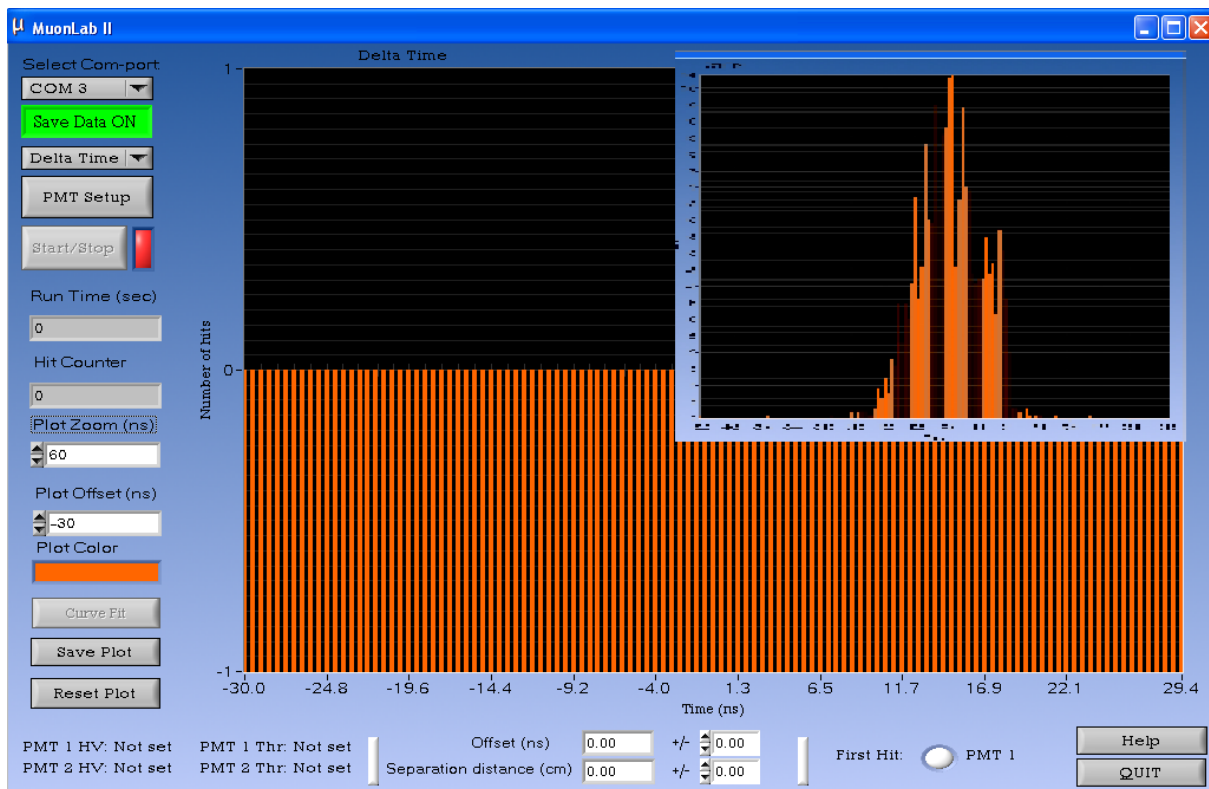 μ MuonLab II
Select Com-port
COM 3
Save Data ON
Delta Time
PMT Setup
Start/Stop
Run Time (sec)
0
Hit Counter
0
Plot Zoom (ns)
60
Plot Offset (ns)
-30
Plot Color
Curve Fit
Save Plot
Reset Plot
Delta Time
Number of hits
1
0
-1
-30.0 -24.8 -19.6 -14.4 -9.2 -4.0 1.3 6.5 11.7 16.9 22.1 29.4
Time (ns)
PMT 1 HV: Not set PMT 1 Thr: Not set
PMT 2 HV: Not set PMT 2 Thr: Not set
Offset (ns) 0.00 +/- 0.00
Separation distance (cm) 0.00 +/- 0.00
First Hit: PMT 1
Help
QUIT